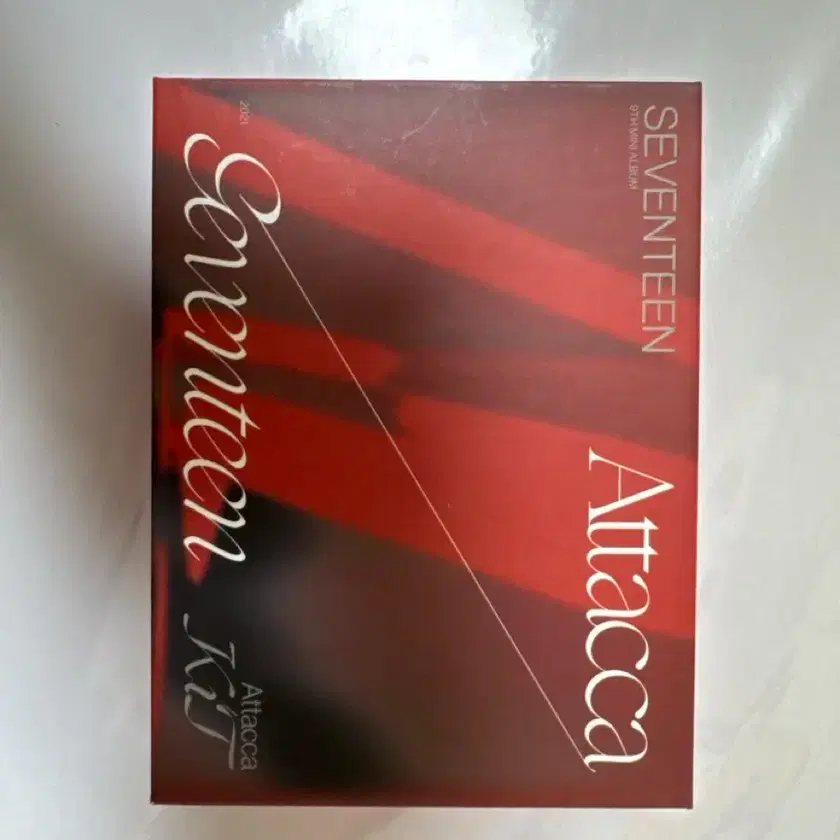 SEVENTEEN
9TH MINI ALBUM
Attacca
2021
Seventeen
Attacca
KiT